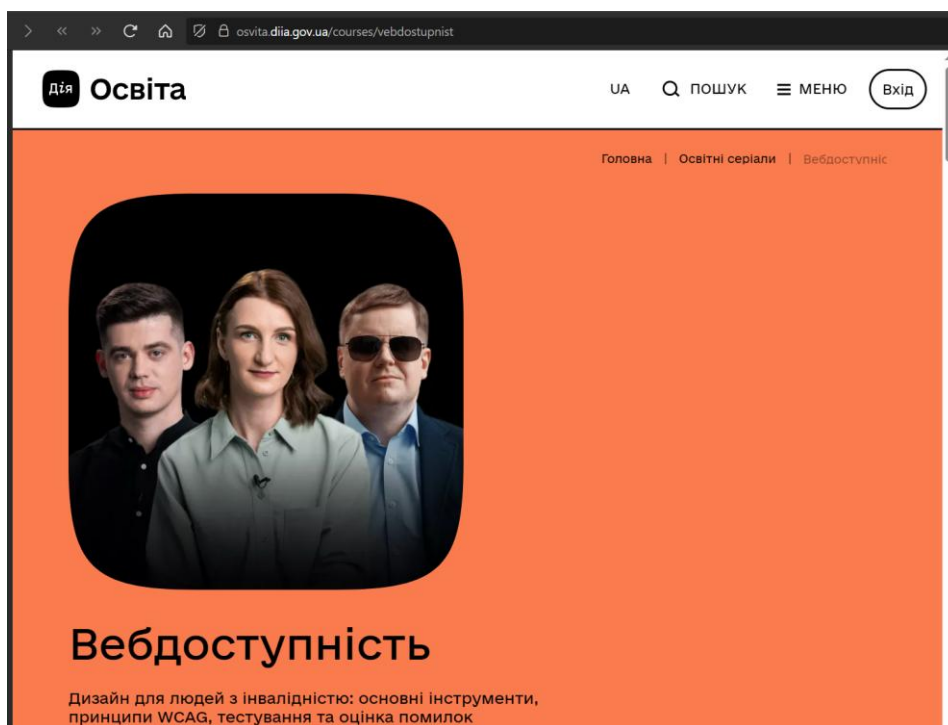 osvita.diia.gov.ua/courses/vebdostupnist
Дія Освіта UA ПОШУК МЕНЮ Вхід
Головна | Освітні серіали | Вебдоступніс
Вебдоступність
Дизайн для людей з інвалідністю: основні інструменти,
принципи WCAG, тестування та оцінка помилок